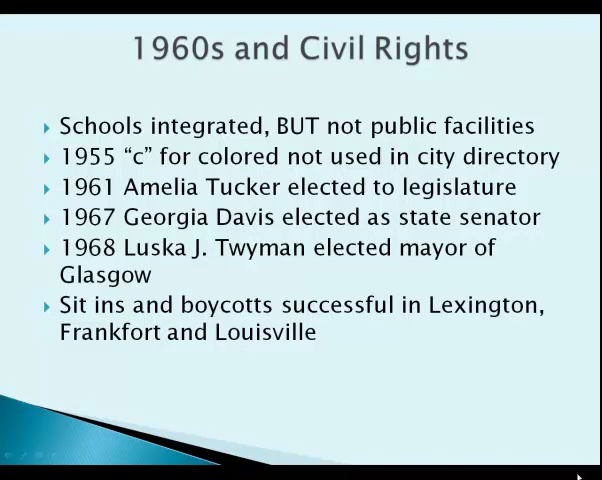 1960s and Civil Rights
Schools integrated, BUT not public facilities
1955 “c” for colored not used in city directory
1961 Amelia Tucker elected to legislature
1967 Georgia Davis elected as state senator
1968 Luska J. Twyman elected mayor of
Glasgow
Sit ins and boycotts successful in Lexington,
Frankfort and Louisville